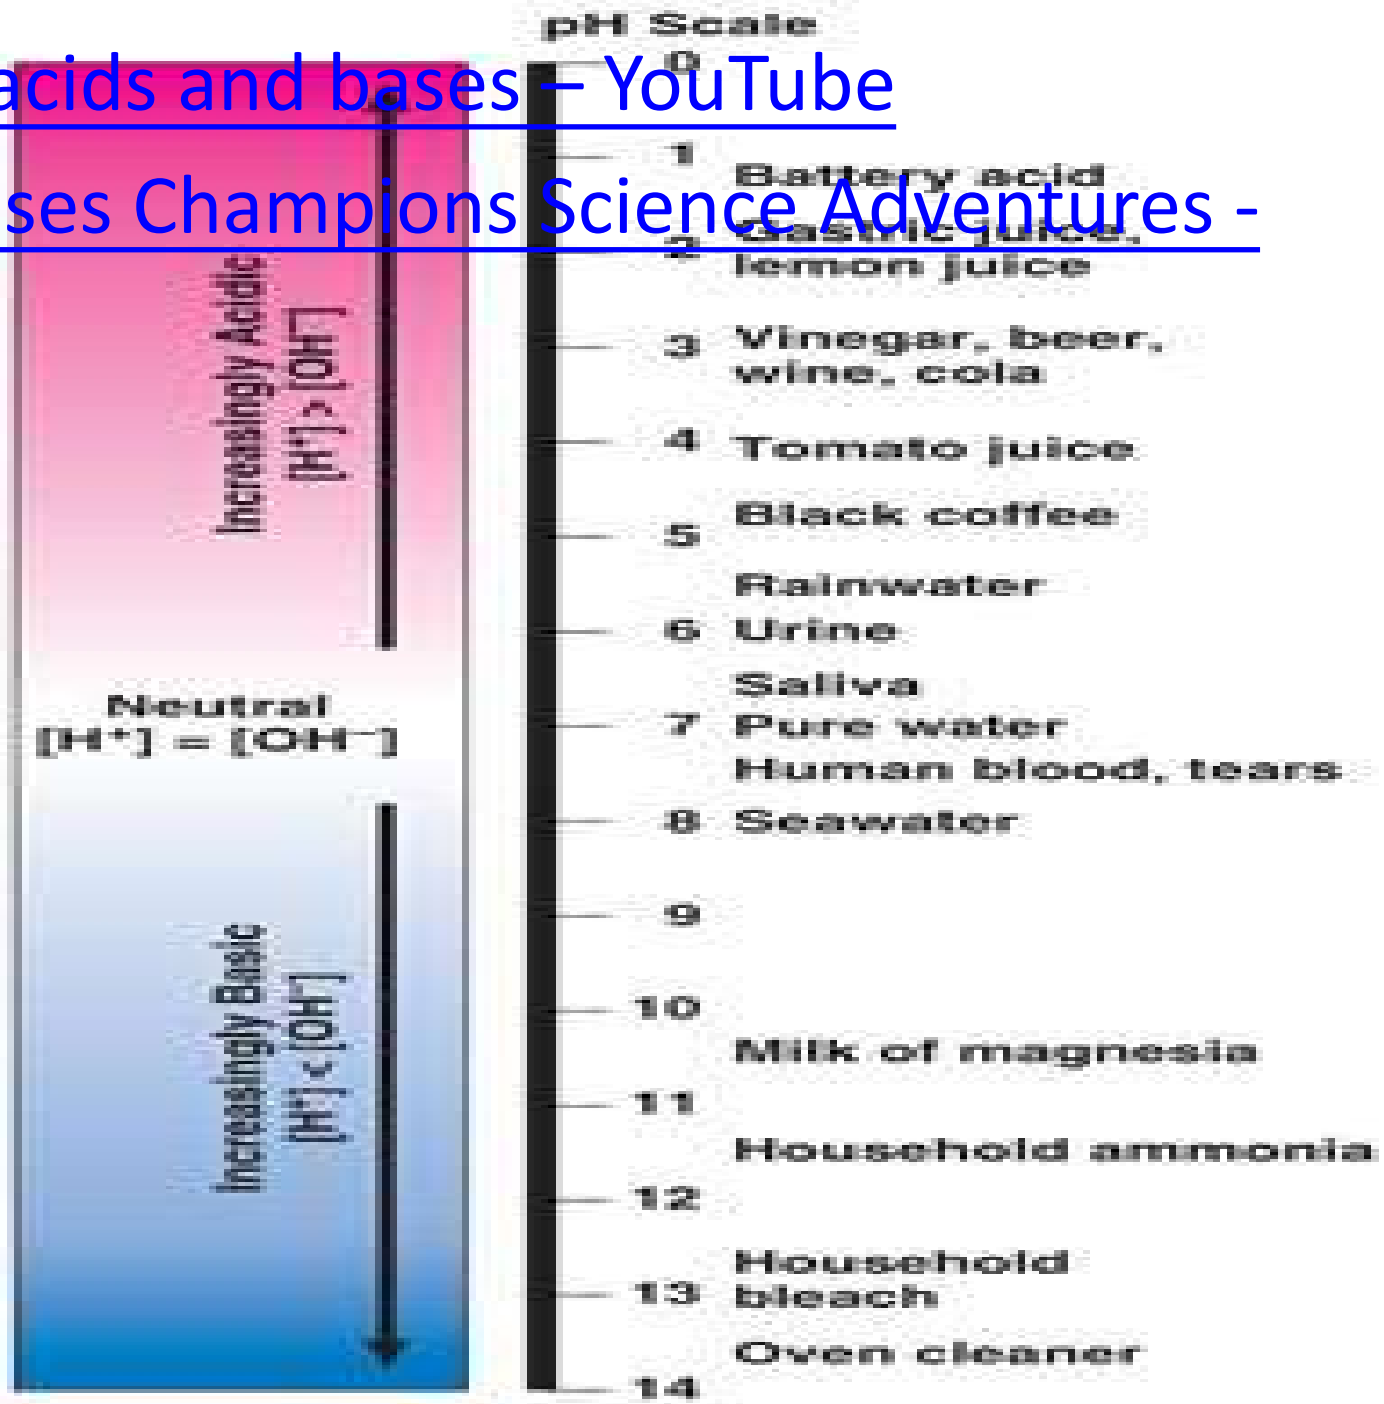 pH Scale
0
acids and bases – YouTube
1
Battery acid
ses Champions Science Adventures -
2
Gastric juice,
lemon juice
Increasingly Acidic
[H⁺] > [OH⁻]
3
Vinegar, beer,
wine, cola
4
Tomato juice
Black coffee
5
Rainwater
6 Urine
Saliva
Neutral
[H⁺] = [OH⁻]
7 Pure water
Human blood, tears
8 Seawater
9
Increasingly Basic
[H⁺] < [OH⁻]
10
Milk of magnesia
11
Household ammonia
12
Household
13 bleach
Oven cleaner
14